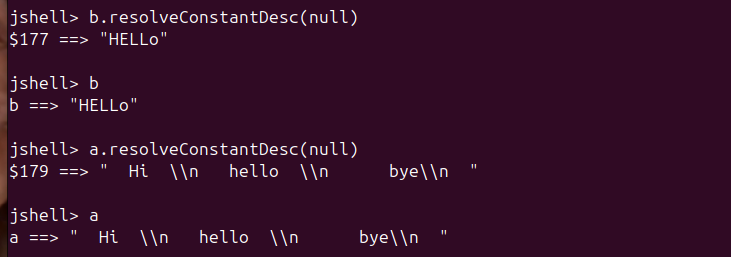 jshell> b.resolveConstantDesc(null)
$177 ==> "HELLo"
jshell> b
b ==> "HELLo"
jshell> a.resolveConstantDesc(null)
$179 ==> "  Hi  \\n   hello  \\n      bye\\n  "
jshell> a
a ==> "  Hi  \\n   hello  \\n      bye\\n  "